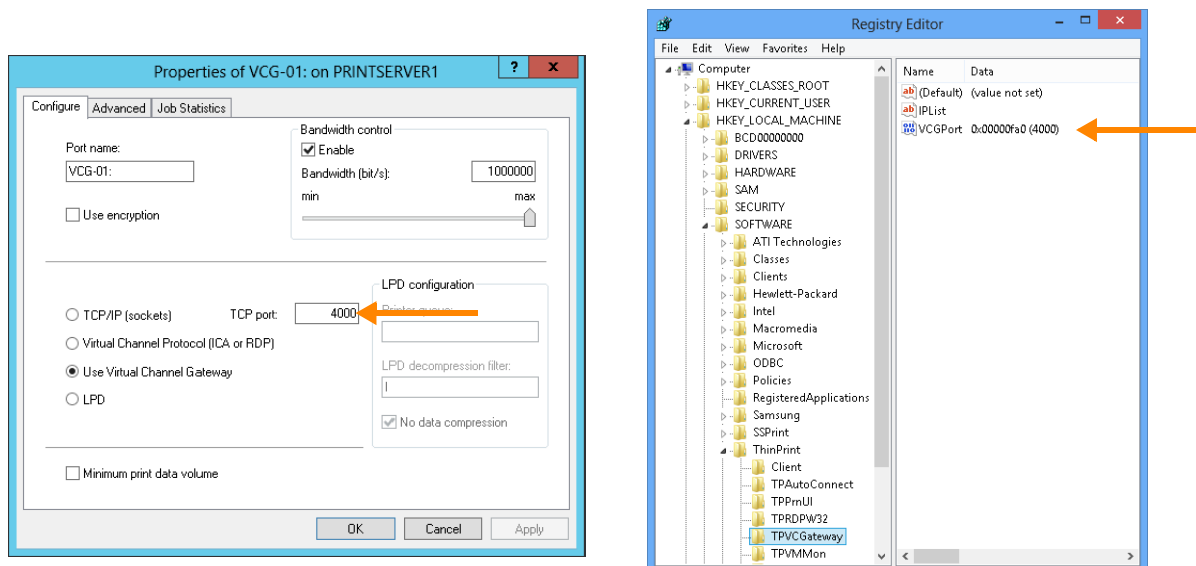 Properties of VCG-01: on PRINTSERVER1
?
x
Configure
Advanced
Job Statistics
Port name:
VCG-01:
Use encryption
Bandwidth control
Enable
Bandwidth (bit/s):
1000000
min
max
TCP/IP (sockets)
TCP port:
4000
Virtual Channel Protocol (ICA or RDP)
Use Virtual Channel Gateway
LPD
LPD configuration
Printer queue:
LPD decompression filter:
No data compression
Minimum print data volume
OK
Cancel
Apply
Registry Editor
File Edit View Favorites Help
Computer
HKEY_CLASSES_ROOT
HKEY_CURRENT_USER
HKEY_LOCAL_MACHINE
BCD00000000
DRIVERS
HARDWARE
SAM
SECURITY
SOFTWARE
ATI Technologies
Classes
Clients
Hewlett-Packard
Intel
Macromedia
Microsoft
ODBC
Policies
RegisteredApplications
Samsung
SSPrint
ThinPrint
Client
TPAutoConnect
TPPrnUI
TPRDPW32
TPVCGateway
TPVMMon
Name Data
(Default) (value not set)
IPList
VCGPort 0x00000fa0 (4000)